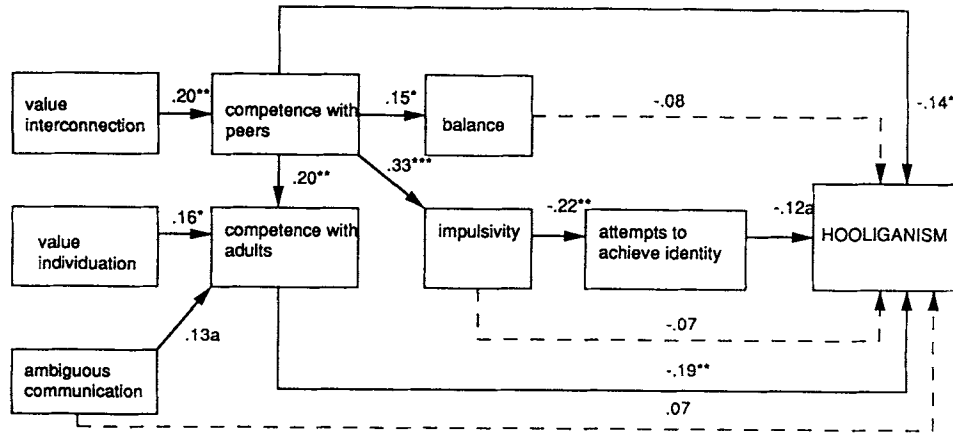 -.14*
value
interconnection
.20**
competence with
peers
.15*
balance
-.08
.33***
.20**
value
individuation
.16*
competence with
adults
impulsivity
-.22**
attempts to
achieve identity
-.12a
HOOLIGANISM
.13a
-.07
ambiguous
communication
-.19**
.07